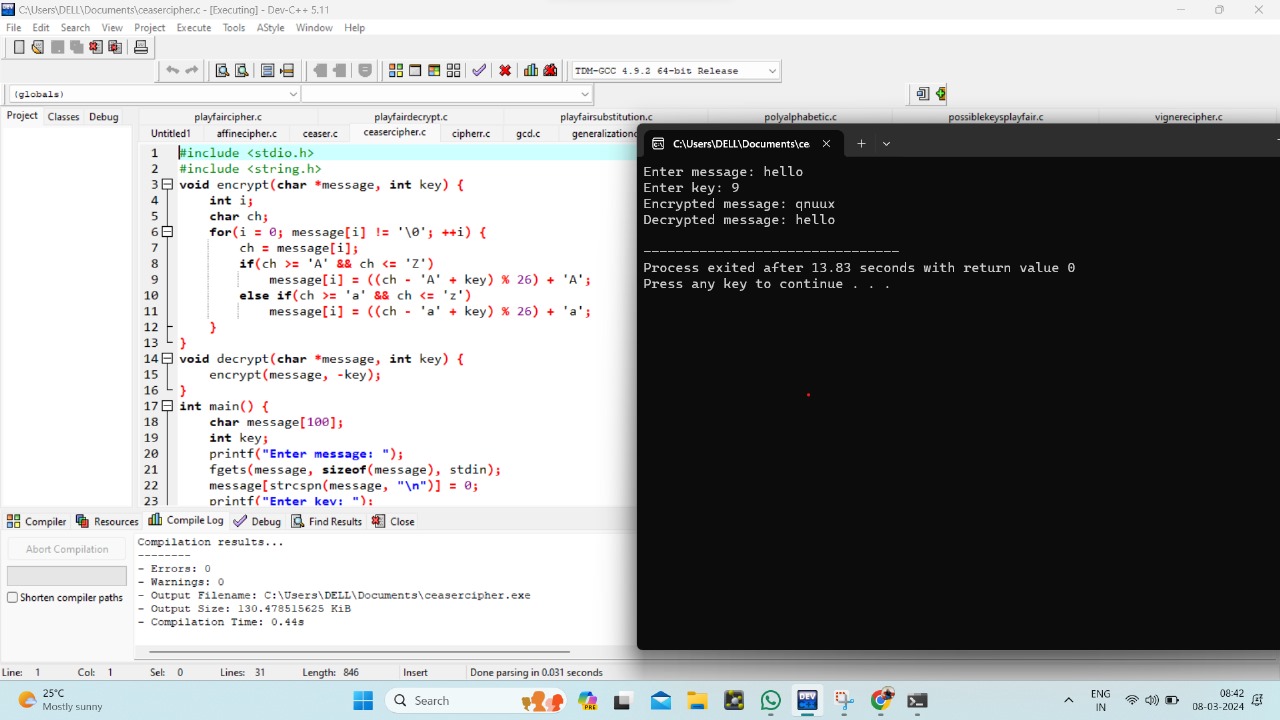 C:\Users\DELL\Documents\ceasercipher.c - [Executing] - Dev-C++ 5.11
File Edit Search View Project Execute Tools AStyle Window Help
TDM-GCC 4.9.2 64-bit Release
(globals)
Project Classes Debug
playfaircipher.c playfairdecrypt.c playfairsubstitution.c polyalphabetic.c possiblekeysplayfair.c vignerecipher.c
Untitled1 affinecipher.c ceaser.c ceasercipher.c cipherr.c gcd.c generalization
1 #include <stdio.h>
2 #include <string.h>
3 void encrypt(char *message, int key) {
4 int i;
5 char ch;
6 for(i = 0; message[i] != '\0'; ++i) {
7 ch = message[i];
8 if(ch >= 'A' && ch <= 'Z')
9 message[i] = ((ch - 'A' + key) % 26) + 'A';
10 else if(ch >= 'a' && ch <= 'z')
11 message[i] = ((ch - 'a' + key) % 26) + 'a';
12 }
13 }
14 void decrypt(char *message, int key) {
15 encrypt(message, -key);
16 }
17 int main() {
18 char message[100];
19 int key;
20 printf("Enter message: ");
21 fgets(message, sizeof(message), stdin);
22 message[strcspn(message, "\n")] = 0;
23 printf("Enter key: ");
C:\Users\DELL\Documents\ce
Enter message: hello
Enter key: 9
Encrypted message: qnuux
Decrypted message: hello
--------------------------------
Process exited after 13.83 seconds with return value 0
Press any key to continue . . .
Compiler Resources Compile Log Debug Find Results Close
Abort Compilation
Shorten compiler paths
Compilation results...
--------
- Errors: 0
- Warnings: 0
- Output Filename: C:\Users\DELL\Documents\ceasercipher.exe
- Output Size: 130.478515625 KiB
- Compilation Time: 0.44s
Line: 1 Col: 1 Sel: 0 Lines: 31 Length: 846 Insert Done parsing in 0.031 seconds
25°C
Mostly sunny
Search
PRE
DEV
ENG
IN
08:42
08-03-2024